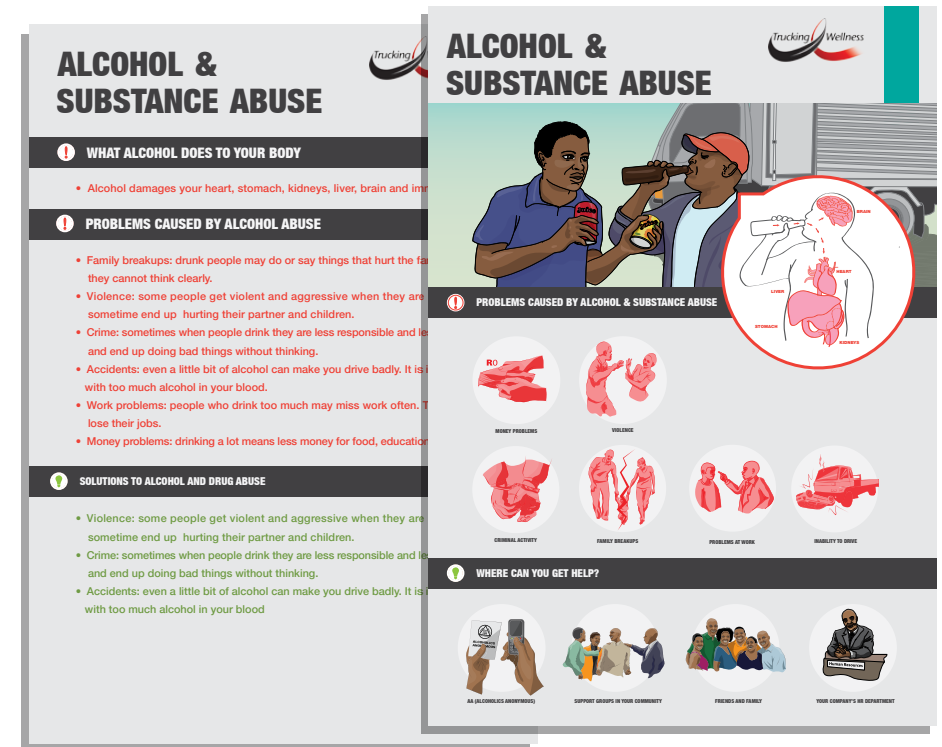 ALCOHOL &
SUBSTANCE ABUSE
Trucking
WHAT ALCOHOL DOES TO YOUR BODY
• Alcohol damages your heart, stomach, kidneys, liver, brain and
PROBLEMS CAUSED BY ALCOHOL ABUSE
• Family breakups: drunk people may do or say things that hurt the
they cannot think clearly.
• Violence: some people get violent and aggressive when they are
sometime end up hurting their partner and children.
• Crime: sometimes when people drink they are less responsible and
and end up doing bad things without thinking.
• Accidents: even a little bit of alcohol can make you drive badly. It is
with too much alcohol in your blood.
• Work problems: people who drink too much may miss work often.
lose their jobs.
• Money problems: drinking a lot means less money for food, education
SOLUTIONS TO ALCOHOL AND DRUG ABUSE
• Violence: some people get violent and aggressive when they are
sometime end up hurting their partner and children.
• Crime: sometimes when people drink they are less responsible and
and end up doing bad things without thinking.
• Accidents: even a little bit of alcohol can make you drive badly. It is
with too much alcohol in your blood
ALCOHOL &
SUBSTANCE ABUSE
Trucking Wellness
BRAIN
HEART
LIVER
STOMACH
KIDNEYS
PROBLEMS CAUSED BY ALCOHOL & SUBSTANCE ABUSE
R0
MONEY PROBLEMS
VIOLENCE
CRIMINAL ACTIVITY
FAMILY BREAKUPS
PROBLEMS AT WORK
INABILITY TO DRIVE
WHERE CAN YOU GET HELP?
ALCOHOLICS
ANONYMOUS
Human Resources
AA (ALCOHOLICS ANONYMOUS)
SUPPORT GROUPS IN YOUR COMMUNITY
FRIENDS AND FAMILY
YOUR COMPANY'S HR DEPARTMENT